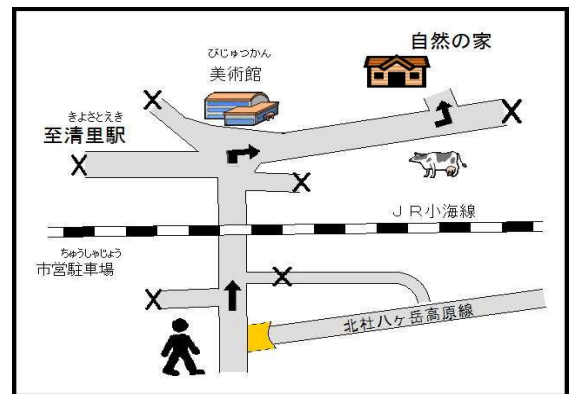 自然の家
びじゅつかん
美術館
きよさとえき
至清里駅
ＪＲ小海線
ちゅうしゃじょう
市営駐車場
北杜八ヶ岳高原線